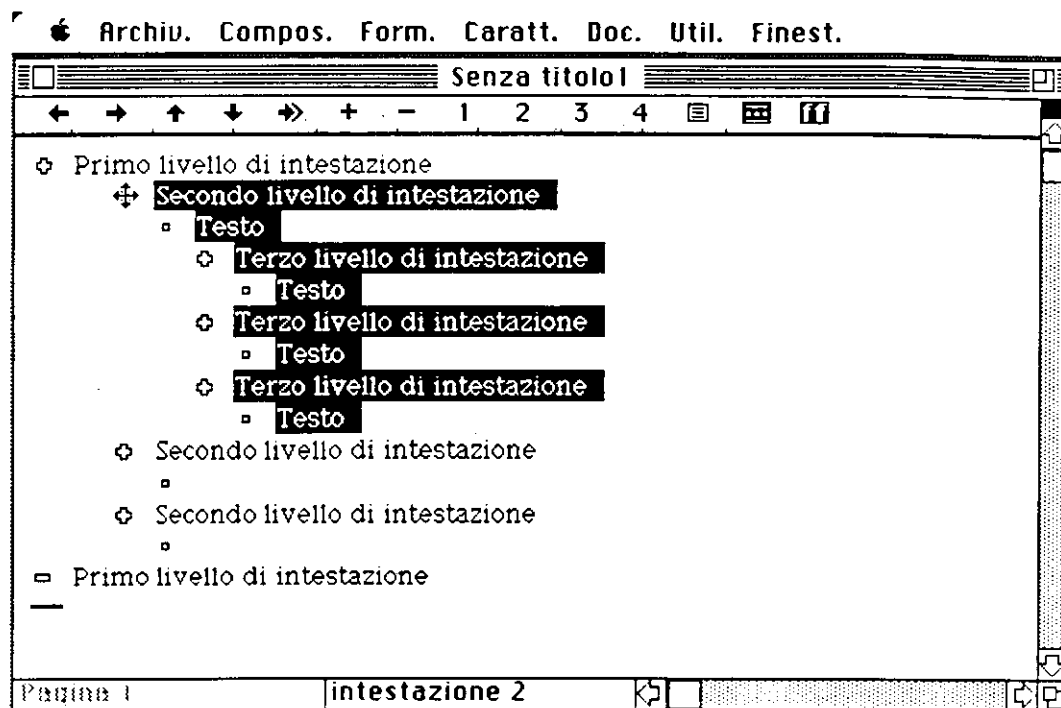 Archiv. Compos. Form. Caratt. Doc. Util. Finest.
Senza titolo1
+ − 1 2 3 4
Primo livello di intestazione
Secondo livello di intestazione
Testo
Terzo livello di intestazione
Testo
Terzo livello di intestazione
Testo
Terzo livello di intestazione
Testo
Secondo livello di intestazione
Secondo livello di intestazione
Primo livello di intestazione
Pagina 1 intestazione 2